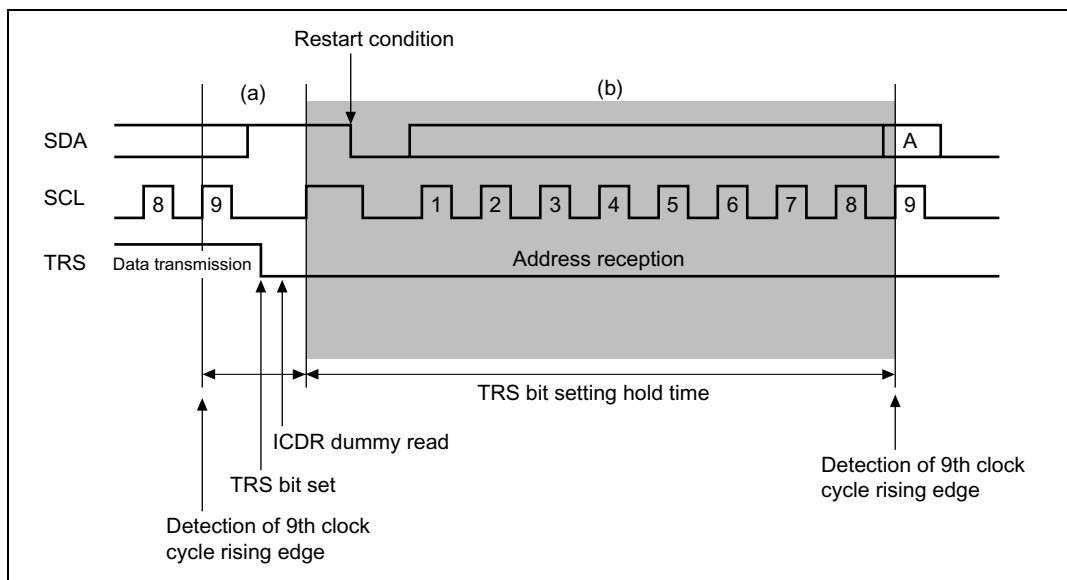 Restart condition
(a)
(b)
SDA
A
SCL
8
9
1
2
3
4
5
6
7
8
9
TRS
Data transmission
Address reception
TRS bit setting hold time
ICDR dummy read
TRS bit set
Detection of 9th clock
cycle rising edge
Detection of 9th clock
cycle rising edge